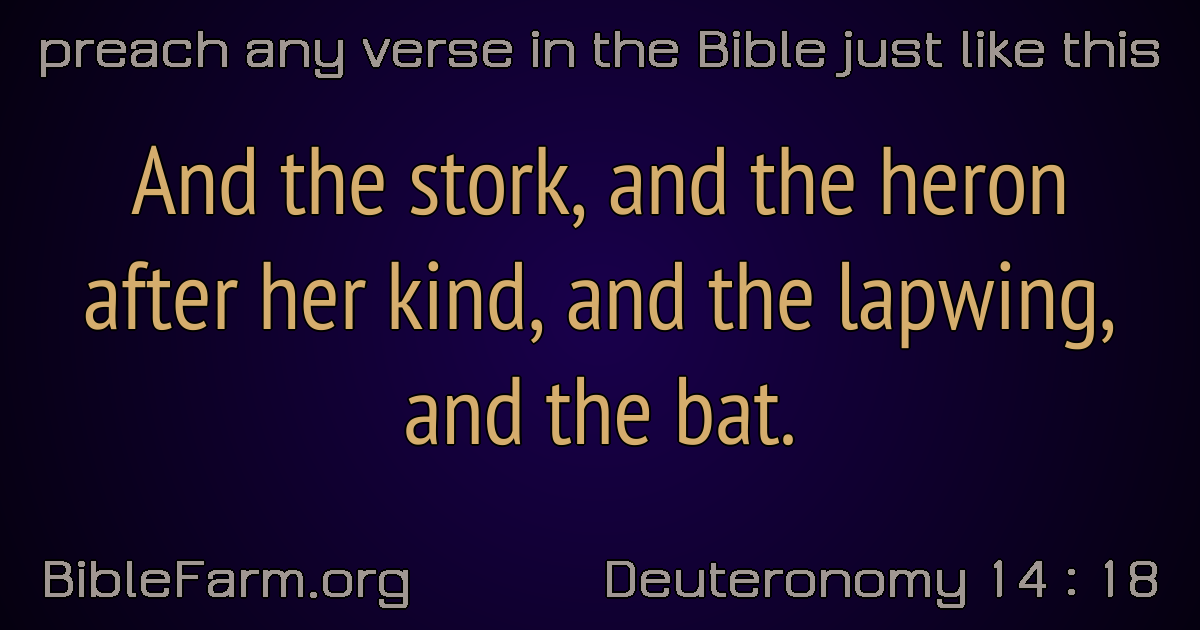 preach any verse in the Bible just like this
And the stork, and the heron
after her kind, and the lapwing,
and the bat.
BibleFarm.org
Deuteronomy 14 : 18